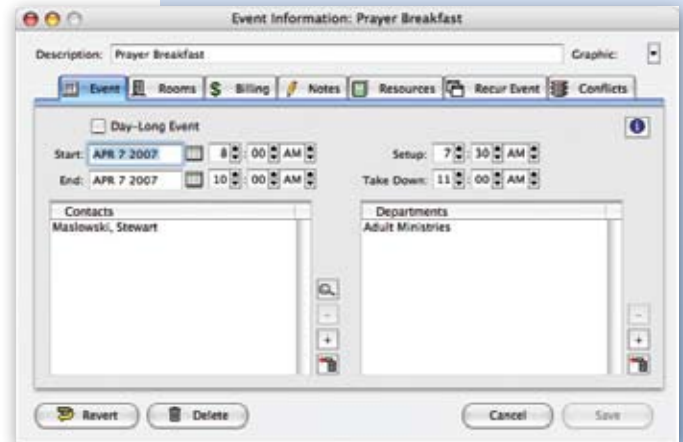 Event Information: Prayer Breakfast
Description: Prayer Breakfast Graphic:
Event Rooms $ Billing Notes Resources Recur Event Conflicts
Day-Long Event
Start: APR 7 2007 8 : 00 AM Setup: 7 : 30 AM
End: APR 7 2007 10 : 00 AM Take Down: 11 : 00 AM
Contacts Departments
Maslowski, Stewart Adult Ministries
Revert Delete Cancel Save